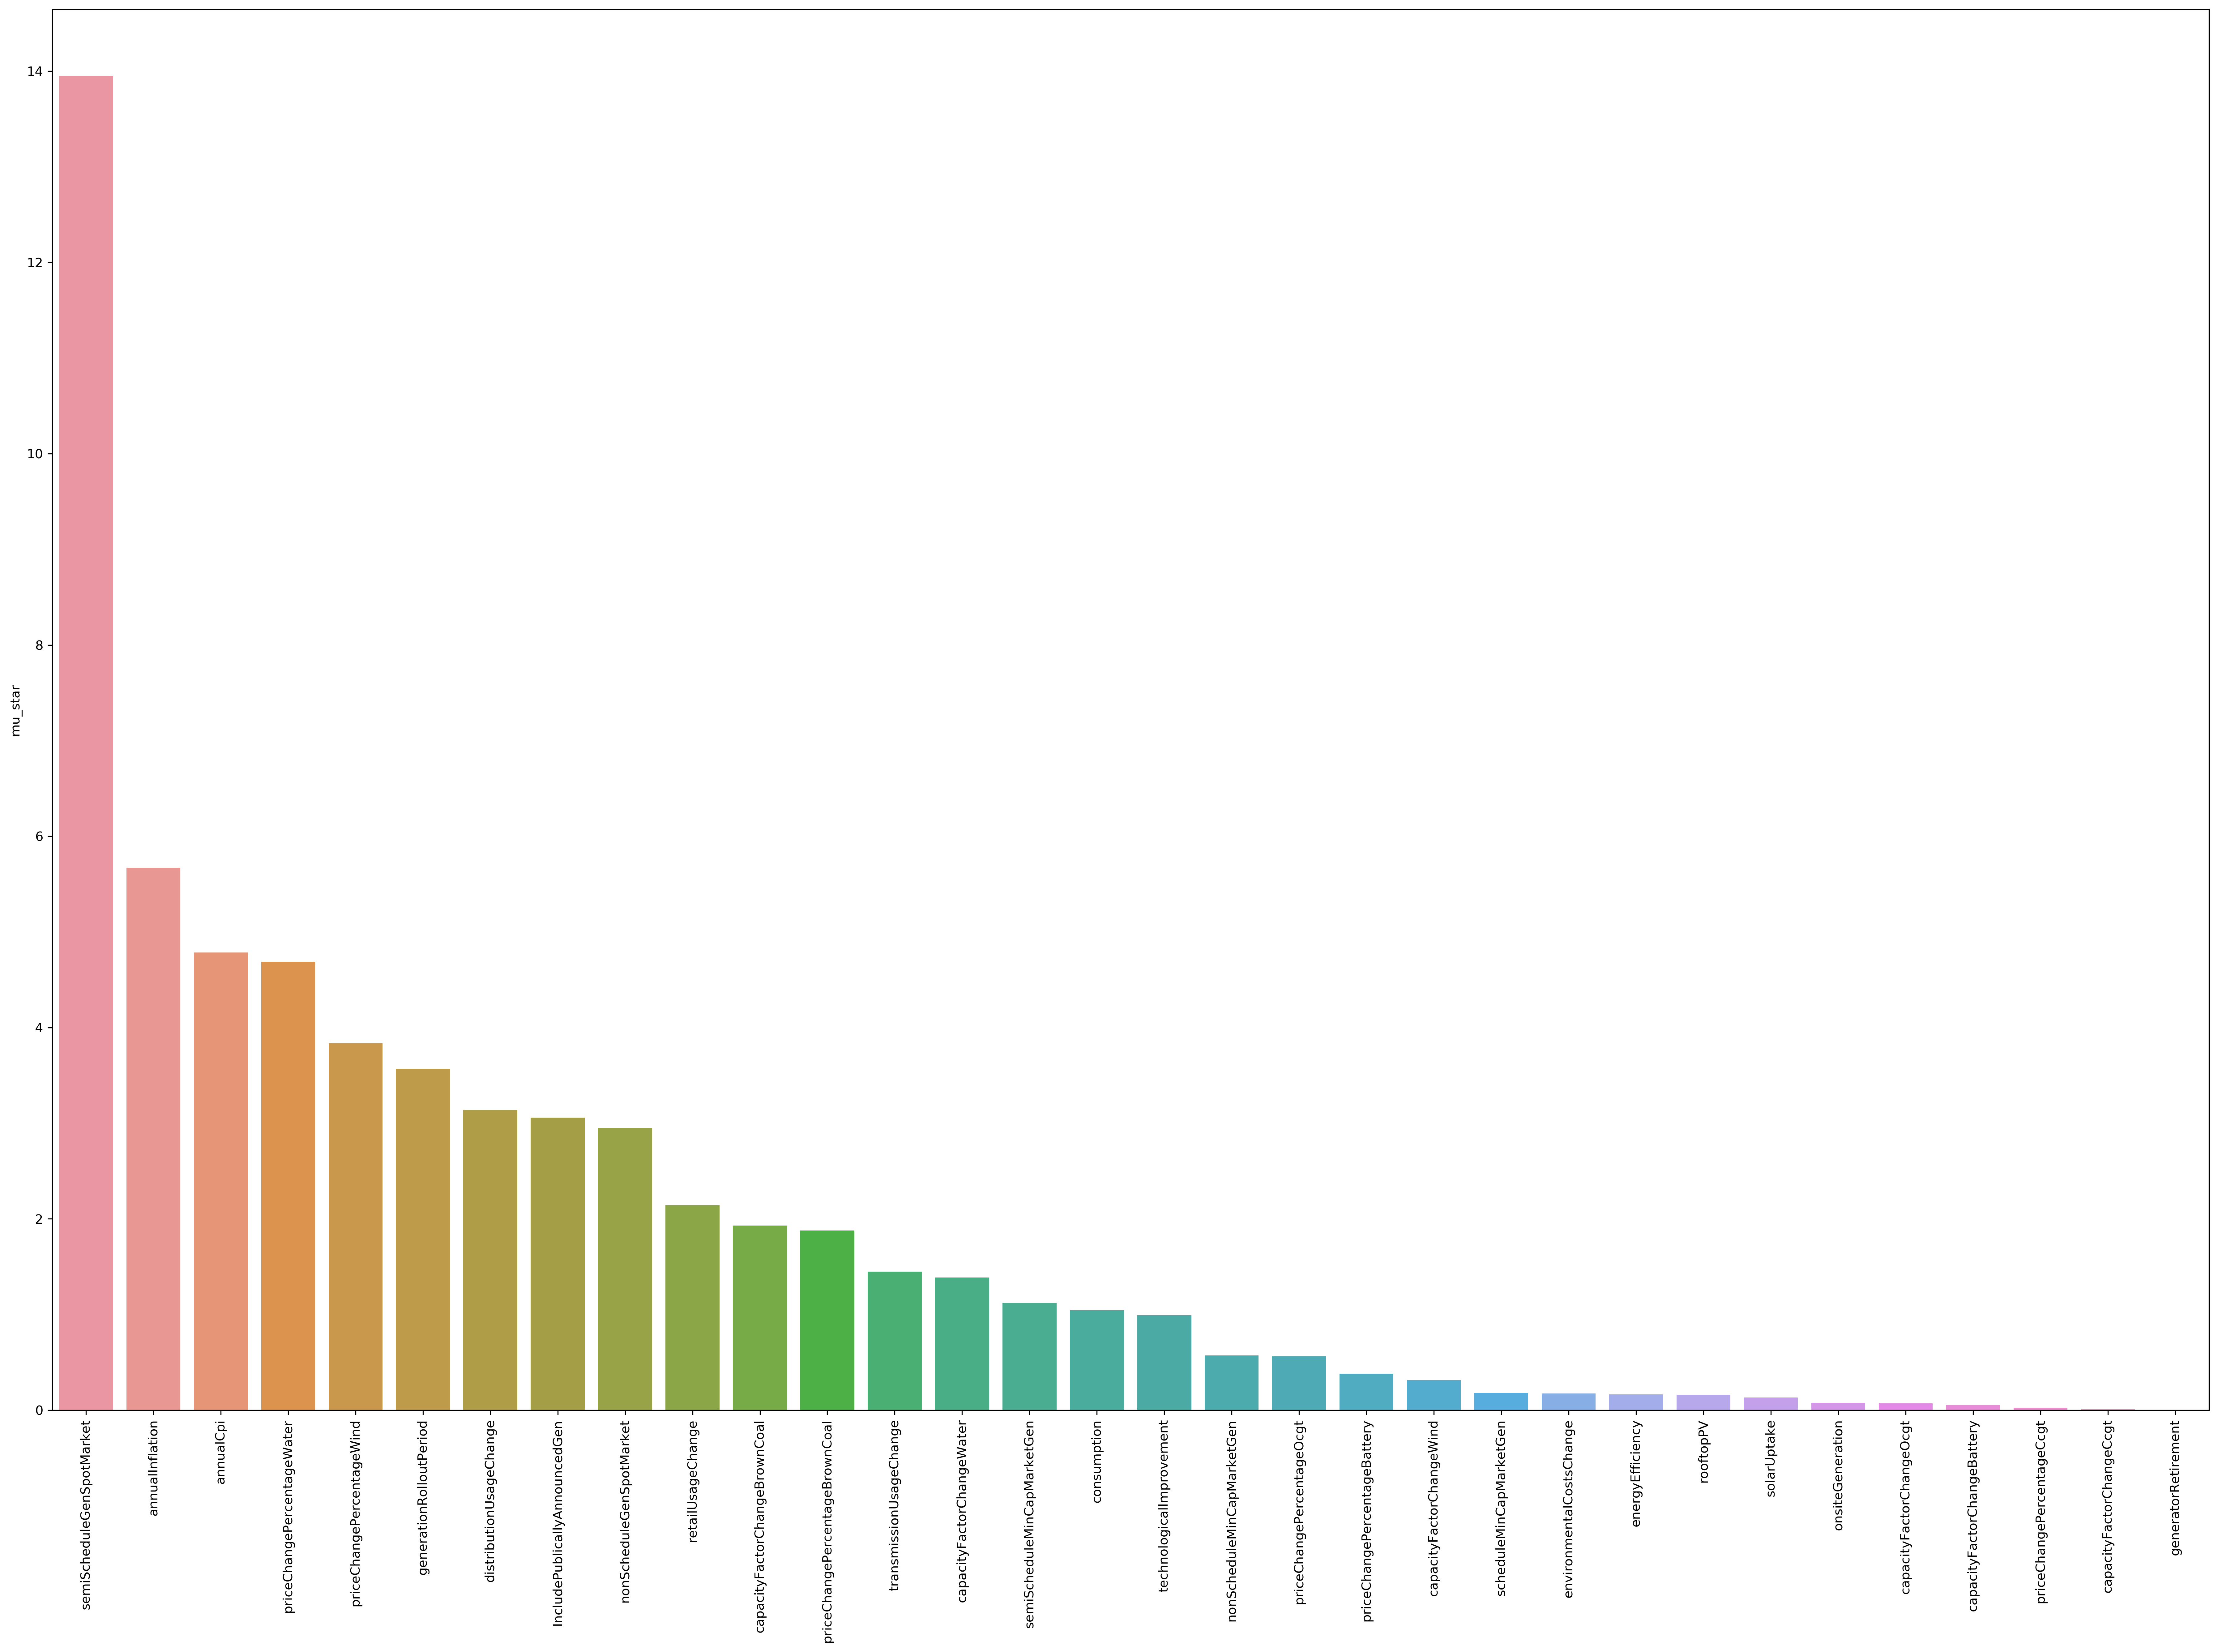 14
12
10
8
6
4
2
0
mu_star
semiScheduleGenSpotMarket
annualInflation
annualCpi
priceChangePercentageWater
priceChangePercentageWind
generationRolloutPeriod
distributionUsageChange
IncludePublicallyAnnouncedGen
nonScheduleGenSpotMarket
retailUsageChange
capacityFactorChangeBrownCoal
priceChangePercentageBrownCoal
transmissionUsageChange
capacityFactorChangeWater
semiScheduleMinCapMarketGen
consumption
technologicalImprovement
nonScheduleMinCapMarketGen
priceChangePercentageOcgt
priceChangePercentageBattery
capacityFactorChangeWind
scheduleMinCapMarketGen
environmentalCostsChange
energyEfficiency
rooftopPV
solarUptake
onsiteGeneration
capacityFactorChangeOcgt
capacityFactorChangeBattery
priceChangePercentageCcgt
capacityFactorChangeCcgt
generatorRetirement